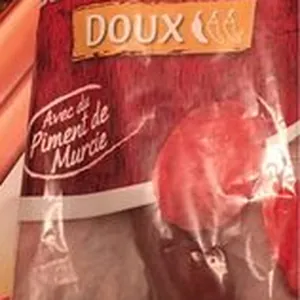 DOUX
Avec du
Piment de
Murcie